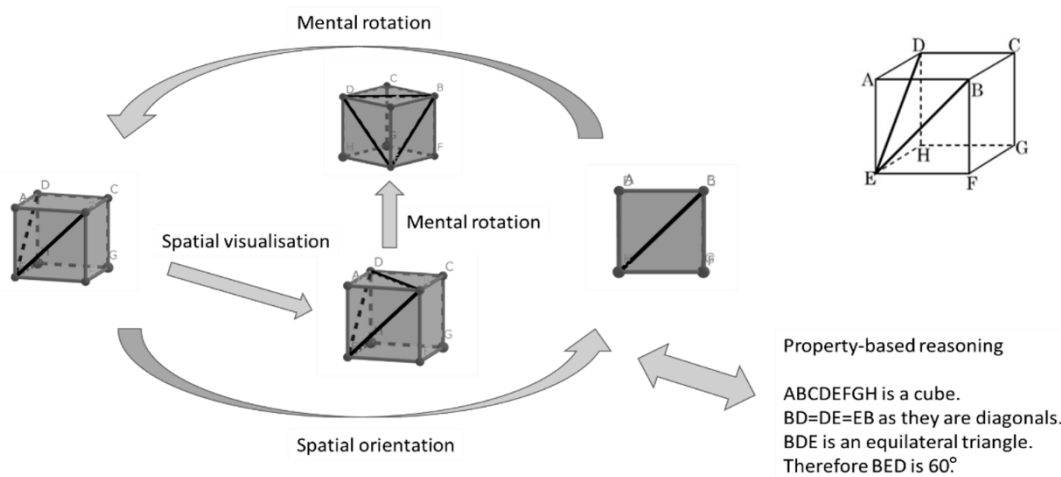 Mental rotation
D C
A B
H G
E F
C
D B
G
H F
D C
A
G
A B
D
B
G
F
Mental rotation
Spatial visualisation
D
A C
G
Spatial orientation
Property-based reasoning
ABCDEFGH is a cube.
BD=DE=EB as they are diagonals.
BDE is an equilateral triangle.
Therefore BED is 60°.